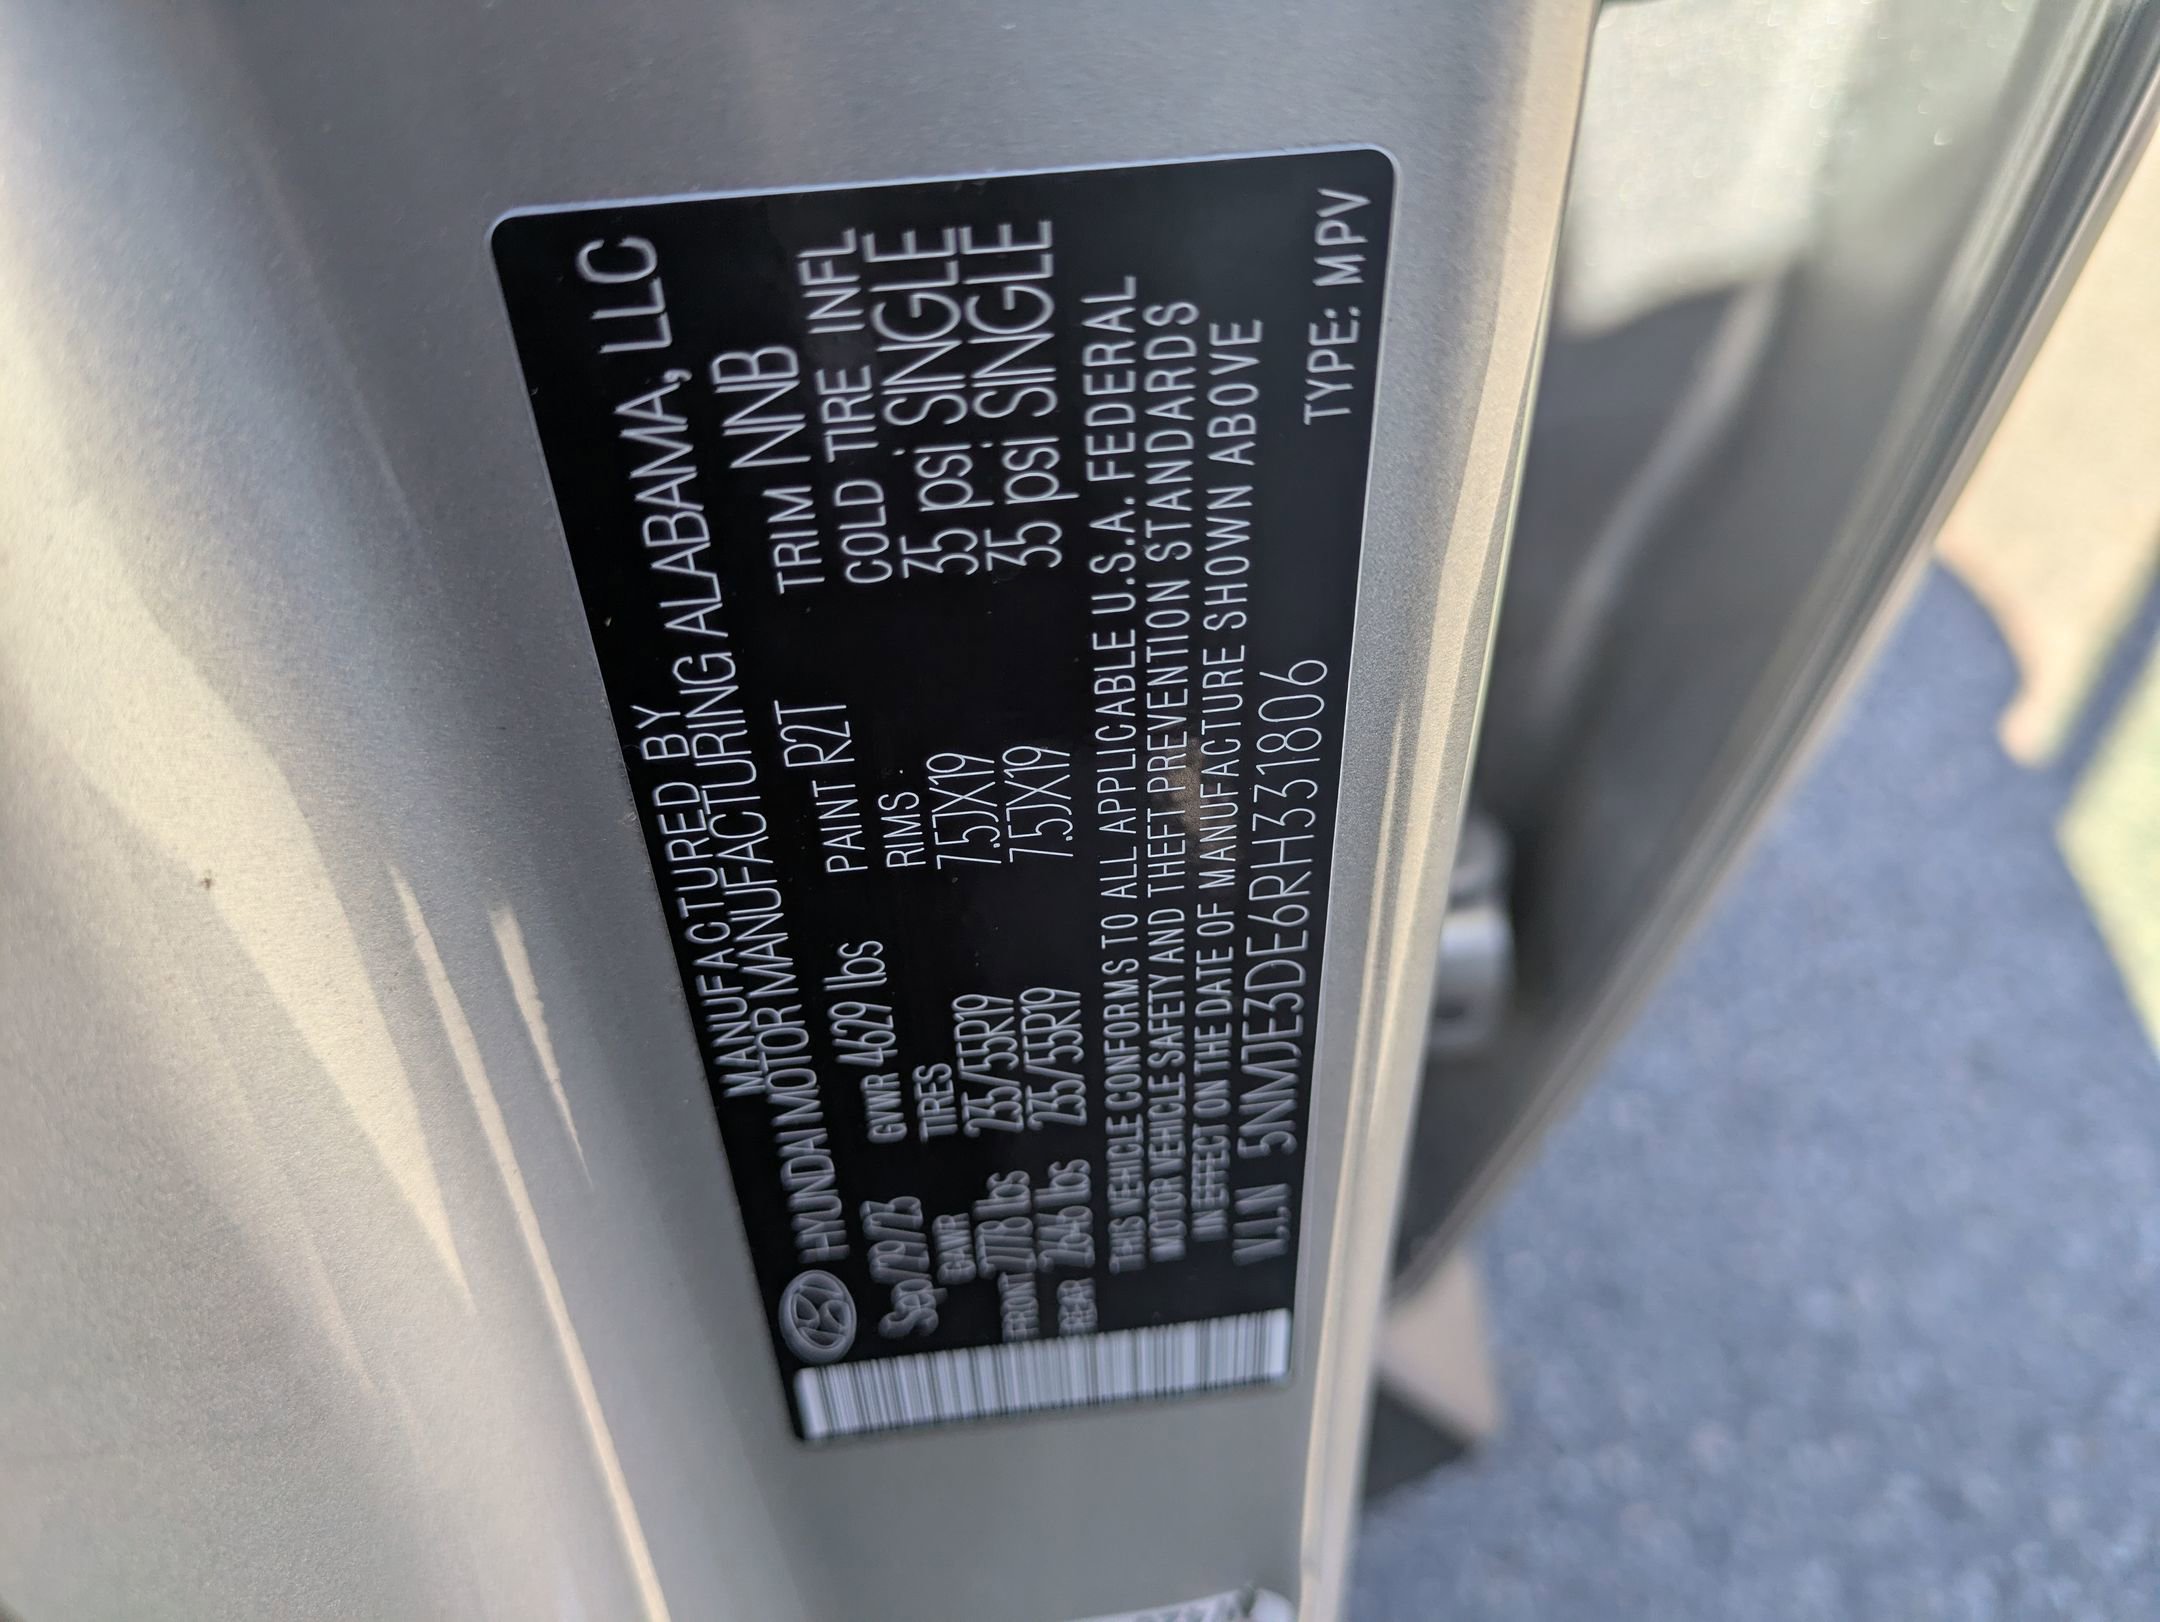 MANUFACTURED BY
HYUNDAI MOTOR MANUFACTURING ALABAMA, LLC
Sep/29/23 GVWR 4629 lbs PAINT R2T TRIM NNB
GAWR TIRES RIMS COLD TIRE INFL
FRONT 2778 lbs 235/55R19 7.5JX19 35 psi SINGLE
REAR 2646 lbs 235/55R19 7.5JX19 35 psi SINGLE
THIS VEHICLE CONFORMS TO ALL APPLICABLE U.S.A. FEDERAL
MOTOR VEHICLE SAFETY AND THEFT PREVENTION STANDARDS
IN EFFECT ON THE DATE OF MANUFACTURE SHOWN ABOVE
V.I.N 5NMJE3DE6RH331806
TYPE: MPV